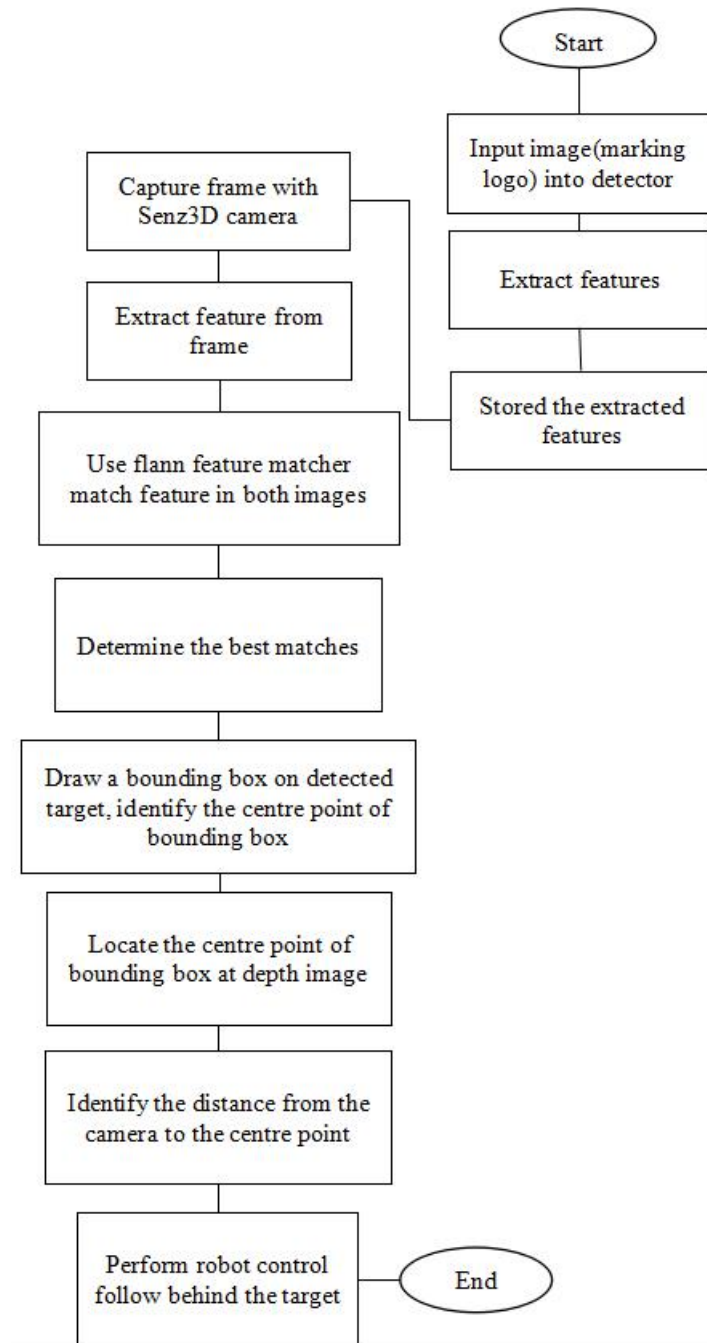 Start
Input image(marking
logo) into detector
Extract features
Stored the extracted
features
Capture frame with
Senz3D camera
Extract feature from
frame
Use flann feature matcher
match feature in both images
Determine the best matches
Draw a bounding box on detected
target, identify the centre point of
bounding box
Locate the centre point of
bounding box at depth image
Identify the distance from the
camera to the centre point
Perform robot control
follow behind the target
End